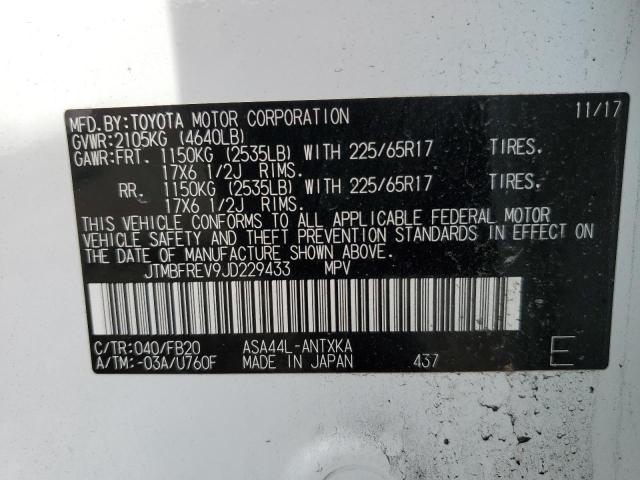 MFD.BY:TOYOTA MOTOR CORPORATION 11/17
GVWR:2105KG (4640LB)
GAWR:FRT. 1150KG (2535LB) WITH 225/65R17 TIRES.
17X6 1/2J RIMS.
RR. 1150KG (2535LB) WITH 225/65R17 TIRES.
17X6 1/2J RIMS.
THIS VEHICLE CONFORMS TO ALL APPLICABLE FEDERAL MOTOR
VEHICLE SAFETY AND THEFT PREVENTION STANDARDS IN EFFECT ON
THE DATE OF MANUFACTURE SHOWN ABOVE.
JTMBFREV9JD229433 MPV
C/TR:040/FB20 ASA44L-ANTXKA
A/TM:-03A/U760F MADE IN JAPAN 437 E